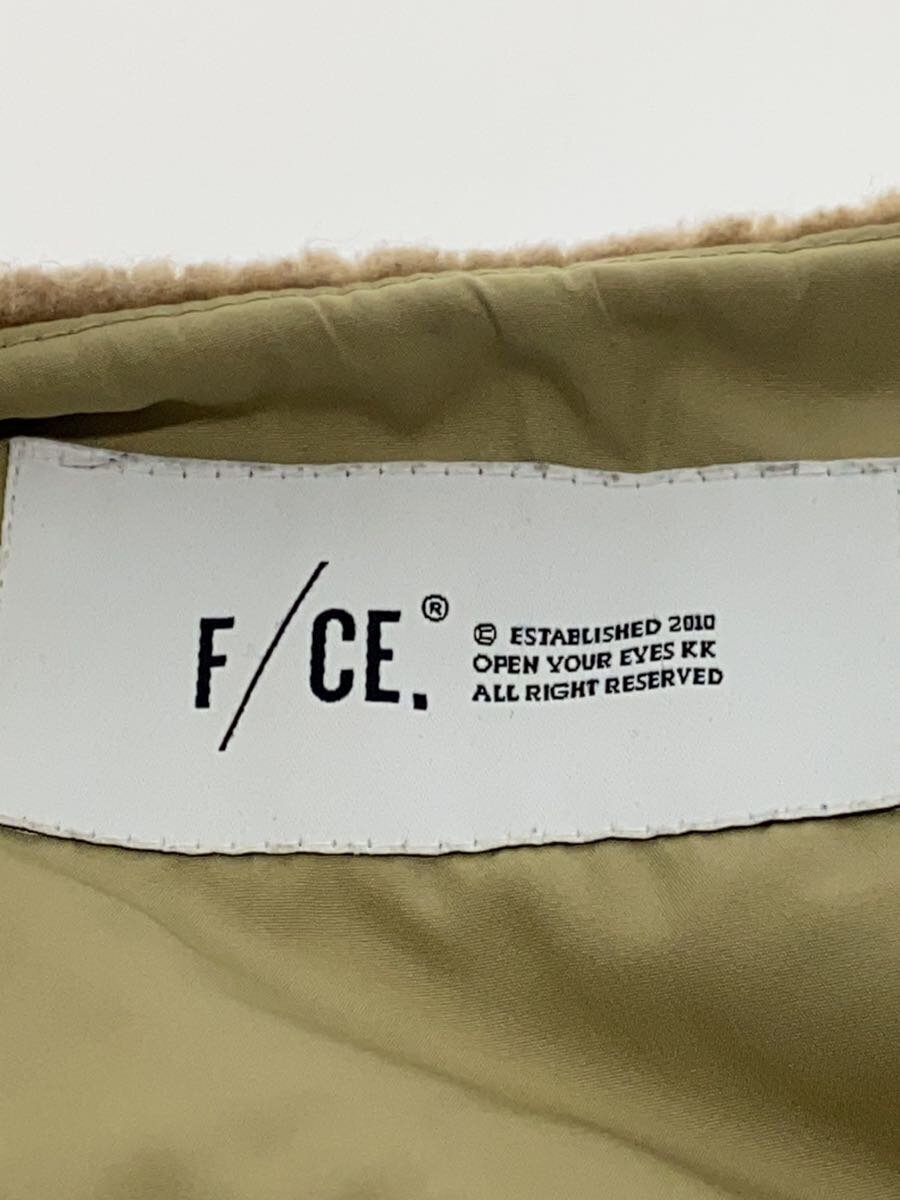 F/CE.®
© ESTABLISHED 2010
OPEN YOUR EYES KK
ALL RIGHT RESERVED